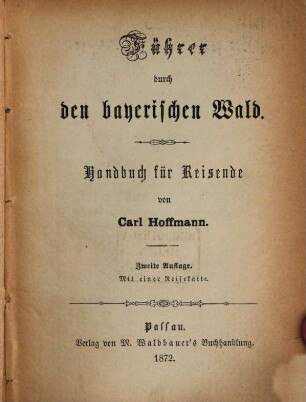 Führer
durch
den bayerischen Wald.
Handbuch für Reisende
von
Carl Hoffmann.
Zweite Auflage.
Mit einer Reisekarte.
Passau.
Verlag von M. Waldbauer's Buchhandlung.
1872.